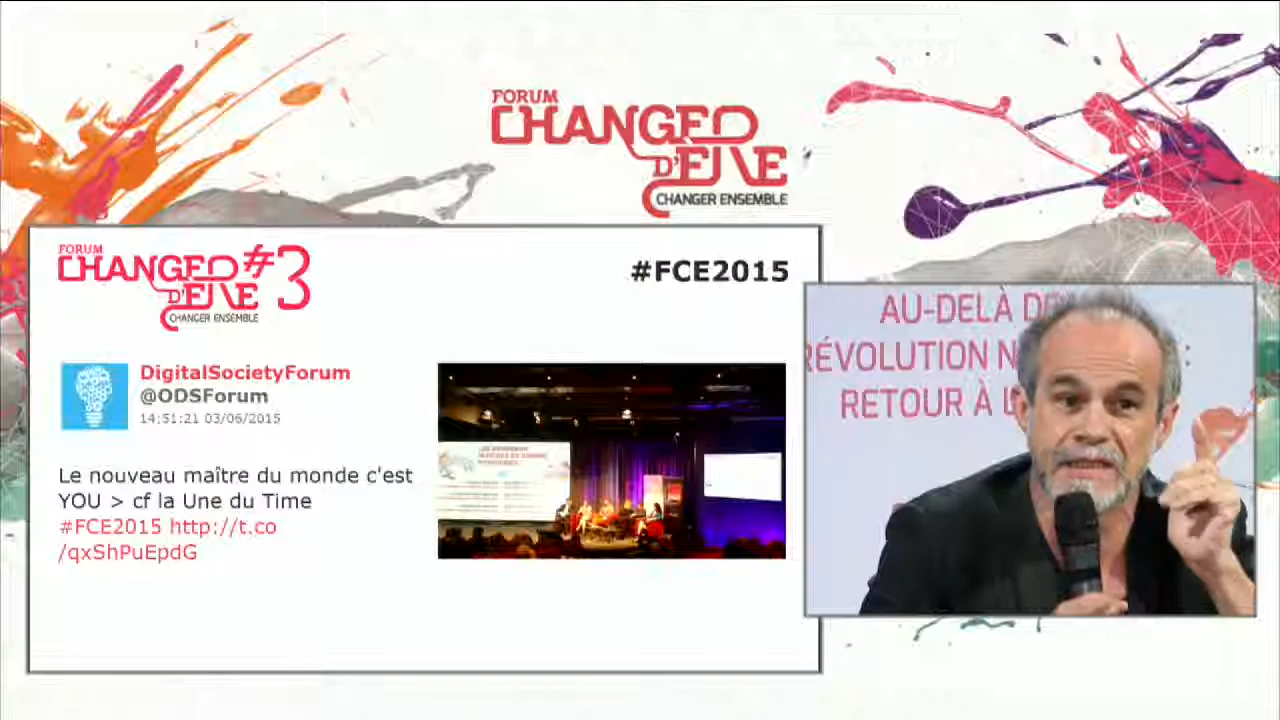 FORUM
CHANGER
D'ÈRE
CHANGER ENSEMBLE
FORUM
CHANGER #3
D'ÈRE
CHANGER ENSEMBLE
#FCE2015
DigitalSocietyForum
@ODSForum
14:51:21 03/06/2015
Le nouveau maître du monde c'est
YOU > cf la Une du Time
#FCE2015 http://t.co
/qxShPuEpdG
AU-DELÀ
RÉVOLUTION
RETOUR À